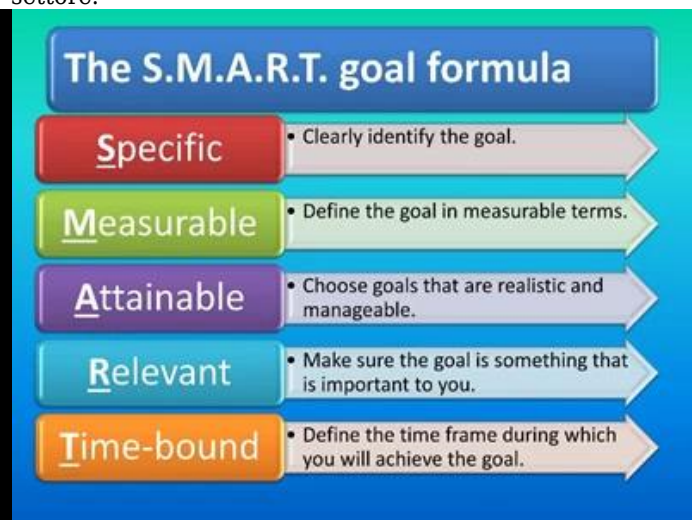 settore.
The S.M.A.R.T. goal formula
Specific
• Clearly identify the goal.
Measurable
• Define the goal in measurable terms.
Attainable
• Choose goals that are realistic and
manageable.
Relevant
• Make sure the goal is something that
is important to you.
Time-bound
• Define the time frame during which
you will achieve the goal.